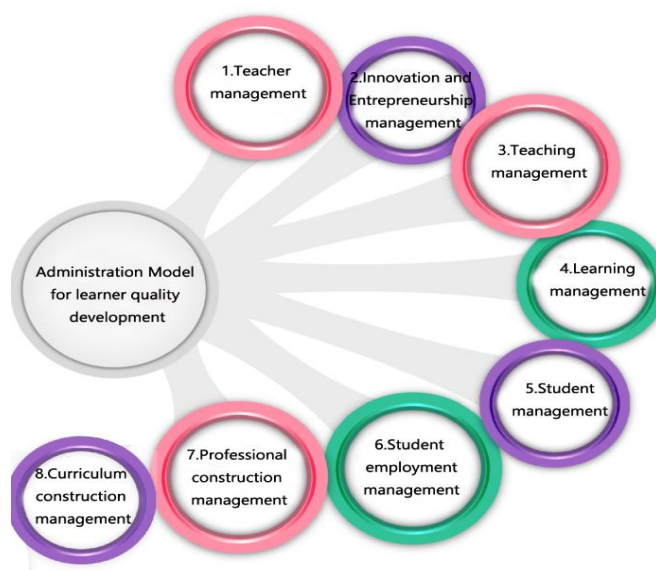 1.Teacher
management
2.Innovation and
Entrepreneurship
management
3.Teaching
management
Administration Model
for learner quality
development
4.Learning
management
5.Student
management
6.Student
employment
management
7.Professional
construction
management
8.Curriculum
construction
management